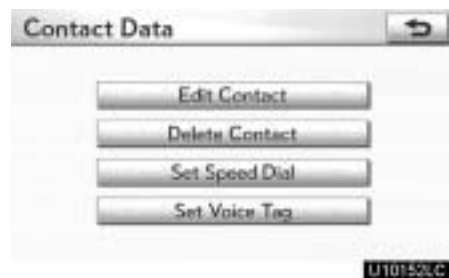 Contact Data
Edit Contact
Delete Contact
Set Speed Dial
Set Voice Tag
U10152LC